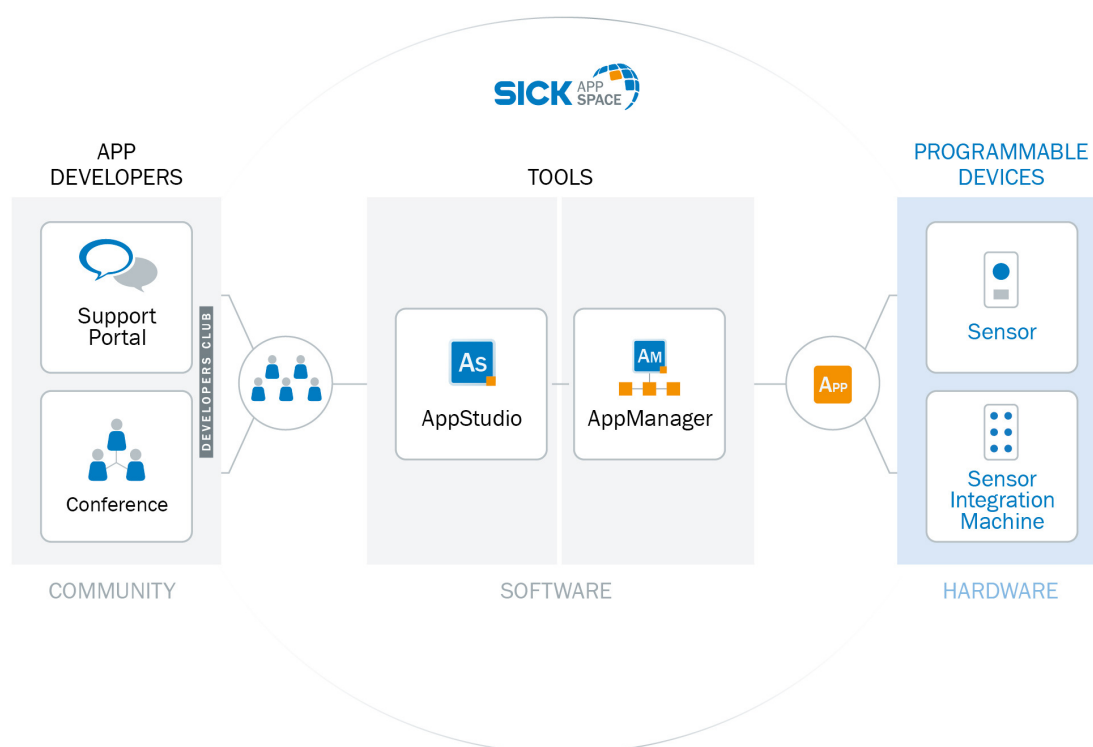 SICK APP
SPACE
APP
DEVELOPERS
TOOLS
PROGRAMMABLE
DEVICES
Support
Portal
Conference
DEVELOPERS CLUB
As
AppStudio
AM
AppManager
APP
Sensor
Sensor
Integration
Machine
COMMUNITY
SOFTWARE
HARDWARE